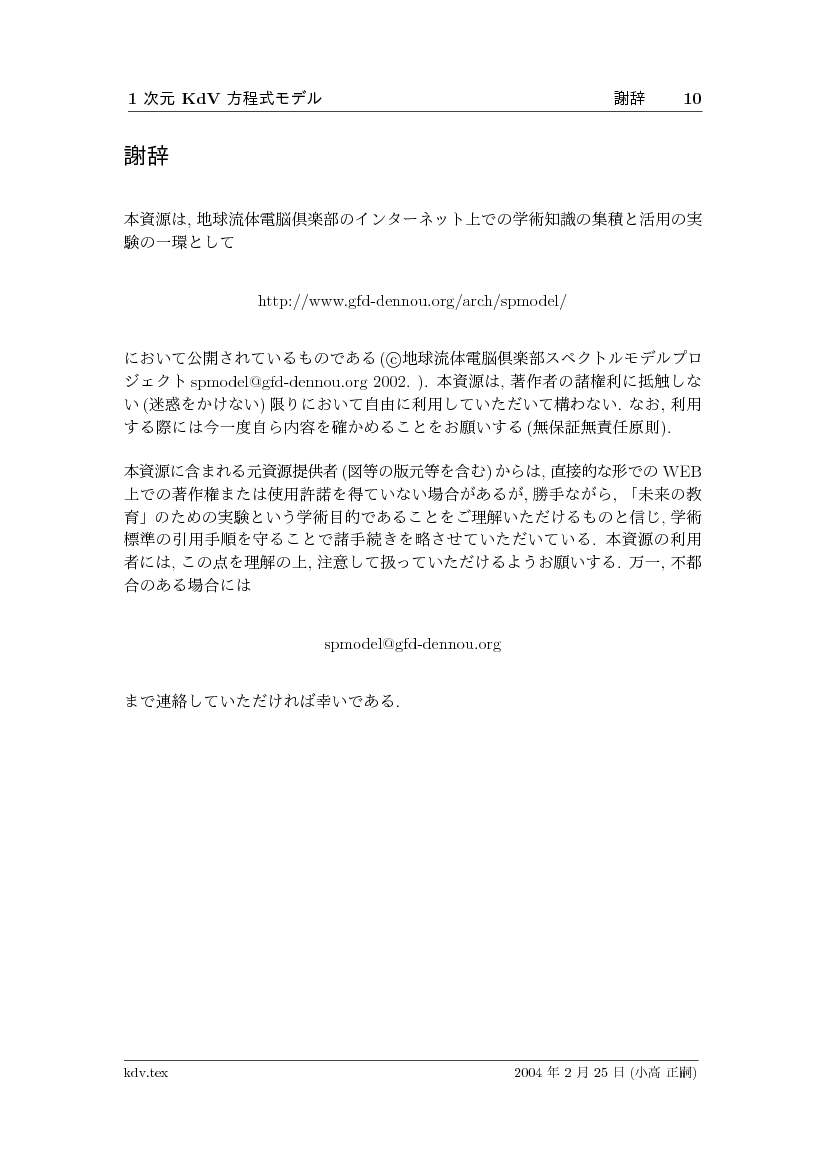 1 次元 KdV 方程式モデル 謝辞 10
謝辞
本資源は, 地球流体電脳倶楽部のインターネット上での学術知識の集積と活用の実
験の一環として
http://www.gfd-dennou.org/arch/spmodel/
において公開されているものである (©地球流体電脳倶楽部スペクトルモデルプロ
ジェクト spmodel@gfd-dennou.org 2002. ). 本資源は, 著作者の諸権利に抵触しな
い (迷惑をかけない) 限りにおいて自由に利用していただいて構わない. なお, 利用
する際には今一度自ら内容を確かめることをお願いする (無保証無責任原則).
本資源に含まれる元資源提供者 (図等の版元等を含む) からは, 直接的な形での WEB
上での著作権または使用許諾を得ていない場合があるが, 勝手ながら, 「未来の教
育」のための実験という学術目的であることをご理解いただけるものと信じ, 学術
標準の引用手順を守ることで諸手続きを略させていただいている. 本資源の利用
者には, この点を理解の上, 注意して扱っていただけるようお願いする. 万一, 不都
合のある場合には
spmodel@gfd-dennou.org
まで連絡していただければ幸いである.
kdv.tex 2004 年 2 月 25 日 (小高 正嗣)